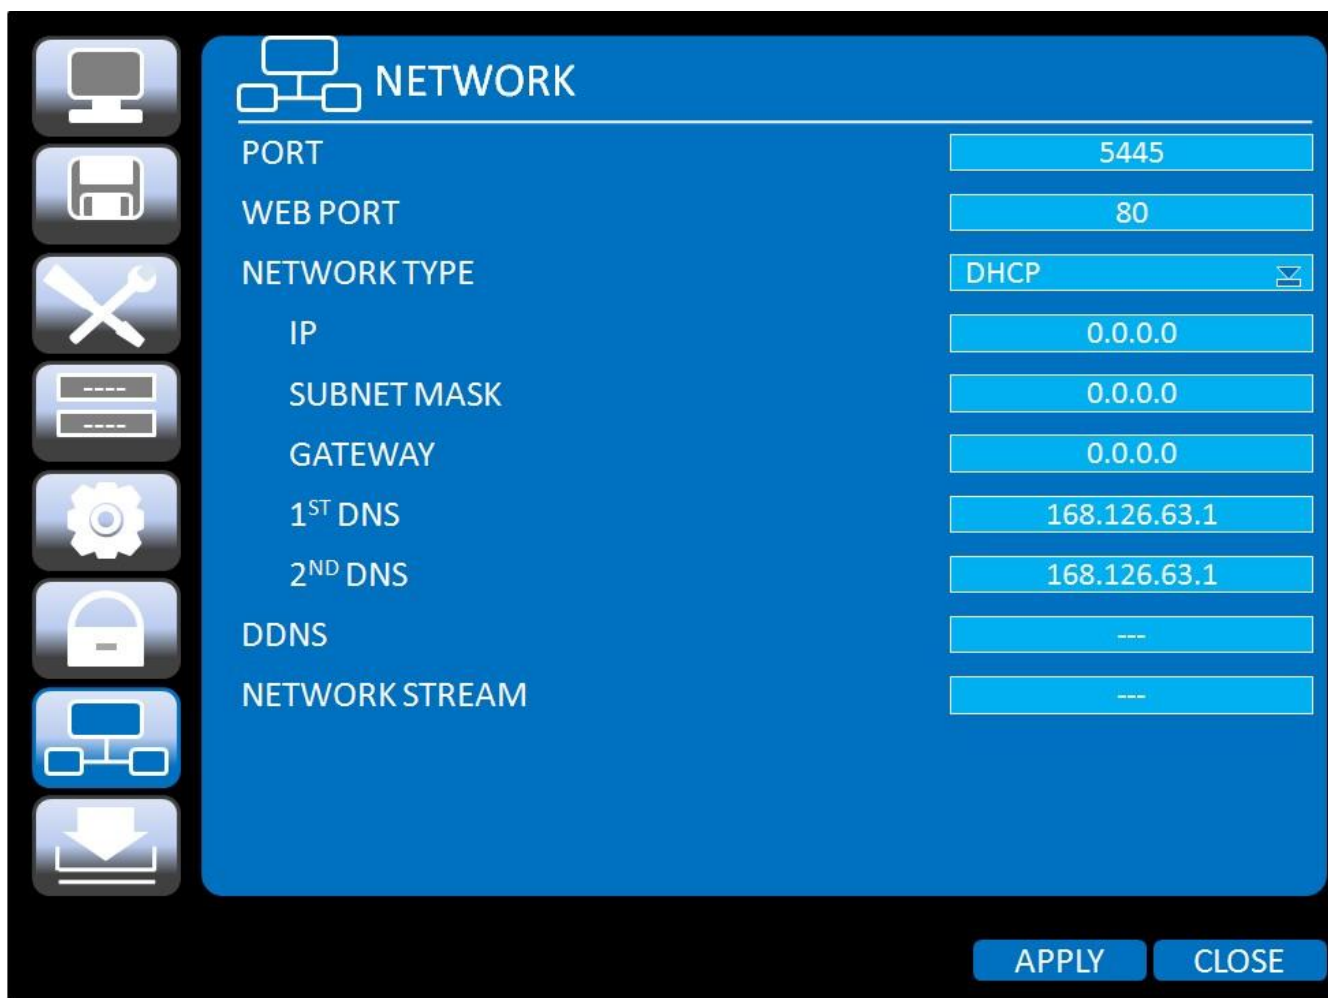 NETWORK
PORT 5445
WEB PORT 80
NETWORK TYPE DHCP
IP 0.0.0.0
SUBNET MASK 0.0.0.0
GATEWAY 0.0.0.0
1ST DNS 168.126.63.1
2ND DNS 168.126.63.1
DDNS ---
NETWORK STREAM ---
APPLY CLOSE